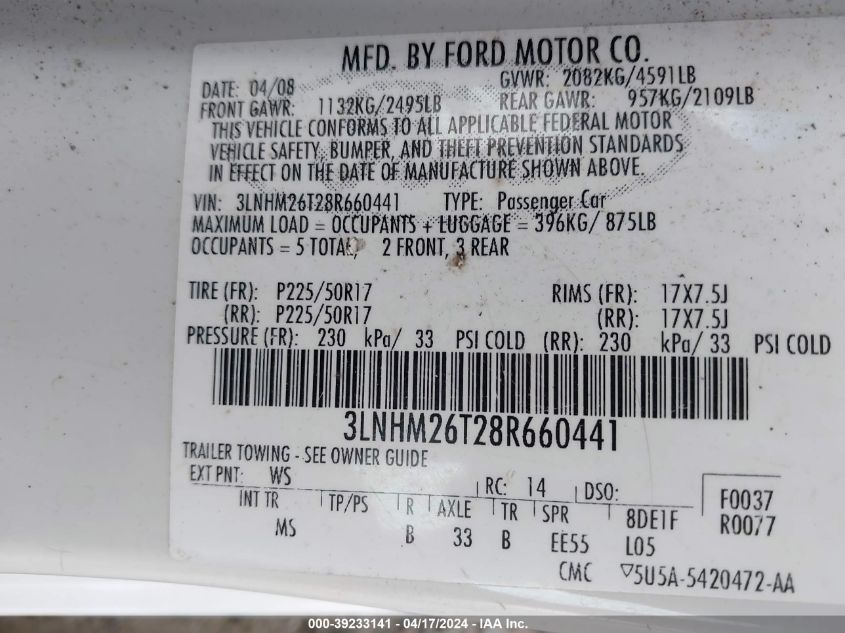 MFD. BY FORD MOTOR CO.
DATE: 04/08 GVWR: 2082KG/4591LB
FRONT GAWR: 1132KG/2495LB REAR GAWR: 957KG/2109LB
THIS VEHICLE CONFORMS TO ALL APPLICABLE FEDERAL MOTOR
VEHICLE SAFETY, BUMPER, AND THEFT PREVENTION STANDARDS
IN EFFECT ON THE DATE OF MANUFACTURE SHOWN ABOVE.
VIN: 3LNHM26T28R660441 TYPE: Passenger Car
MAXIMUM LOAD = OCCUPANTS + LUGGAGE = 396KG/ 875LB
OCCUPANTS = 5 TOTAL, 2 FRONT, 3 REAR
TIRE (FR): P225/50R17 RIMS (FR): 17X7.5J
(RR): P225/50R17 (RR): 17X7.5J
PRESSURE (FR): 230 kPa/ 33 PSI COLD (RR): 230 kPa/ 33 PSI COLD
3LNHM26T28R660441
TRAILER TOWING - SEE OWNER GUIDE
EXT PNT: WS RC: 14 DSO: F0037
INT TR TP/PS R AXLE TR SPR 8DE1F R0077
MS B 33 B EE55 L05
CMC ▽5U5A-5420472-AA
000-39233141 - 04/17/2024 - IAA Inc.